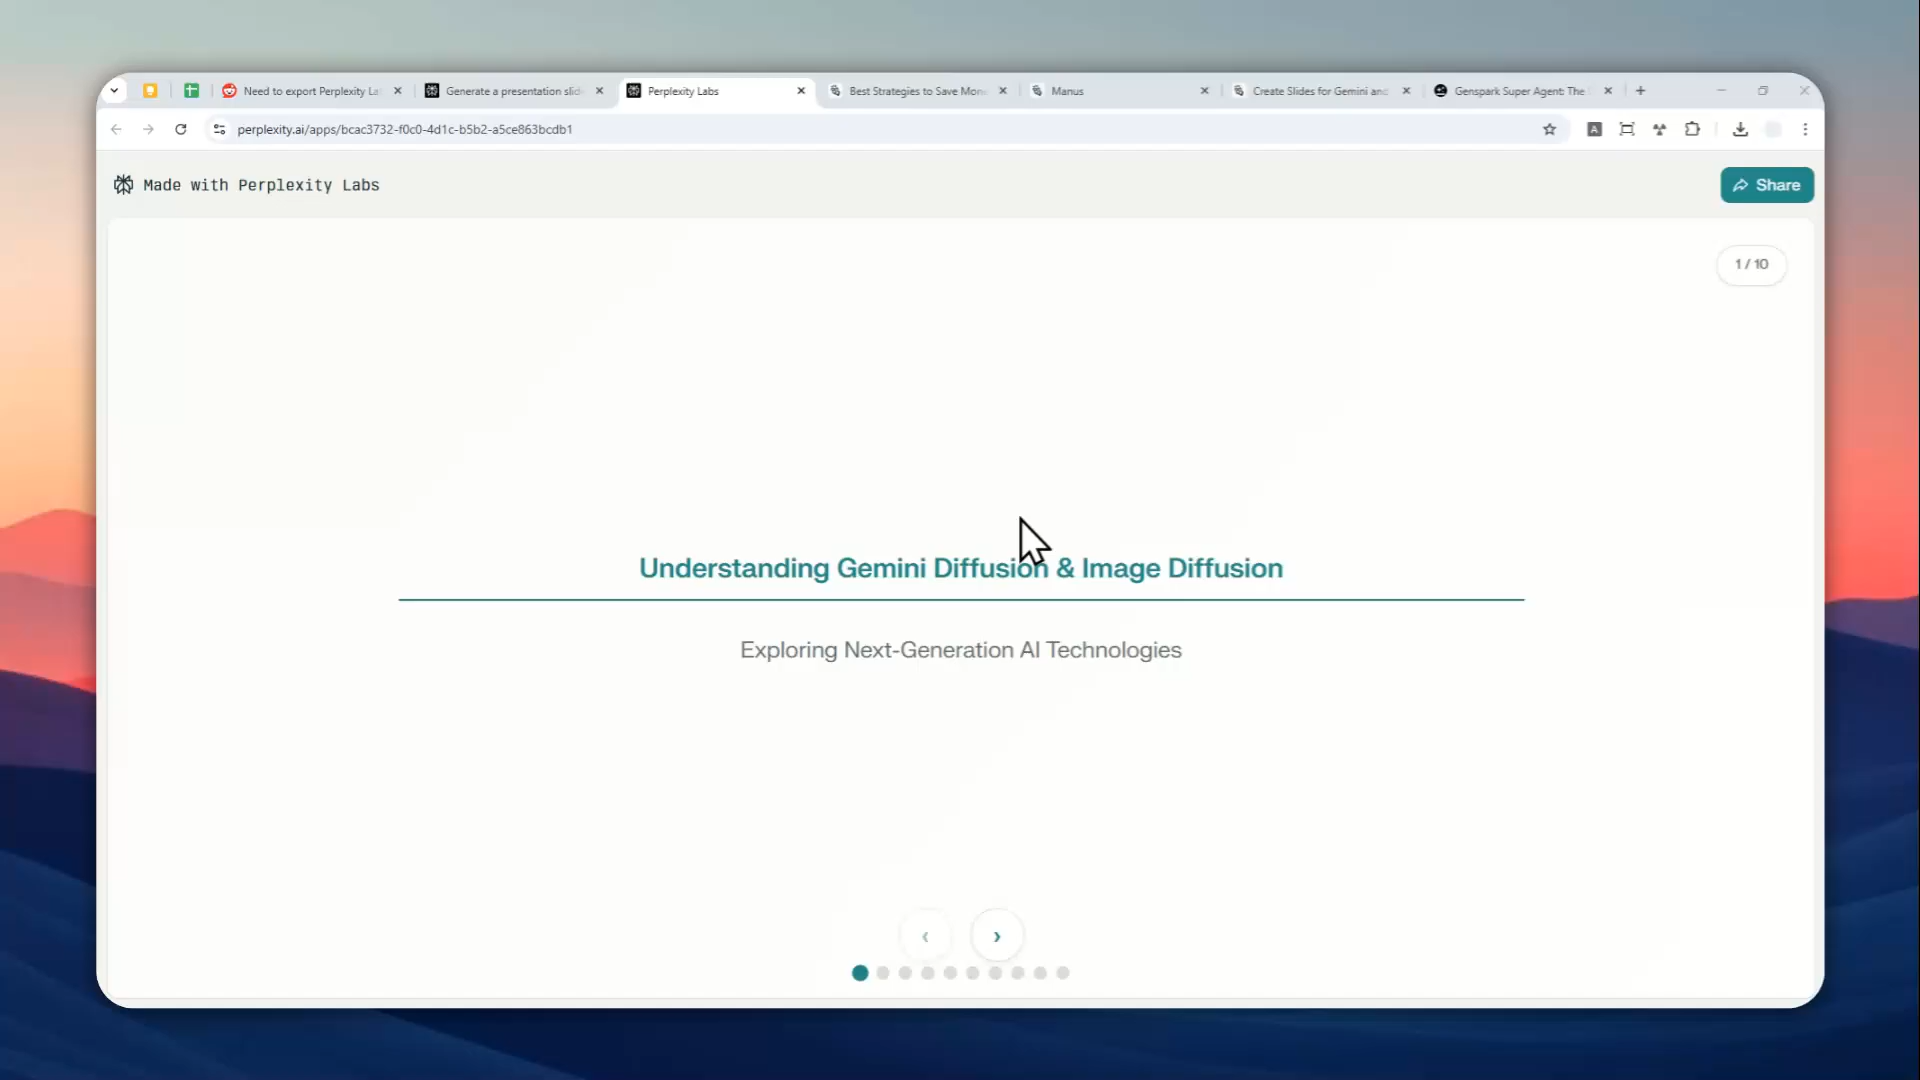 Need to export Perplexity La
Generate a presentation slid
Perplexity Labs
Best Strategies to Save Mon
Manus
Create Slides for Gemini and
Genspark Super Agent: The
perplexity.ai/apps/bcac3732-f0c0-4d1c-b5b2-a5ce863bcdb1
Made with Perplexity Labs
Share
1 / 10
Understanding Gemini Diffusion & Image Diffusion
Exploring Next-Generation AI Technologies